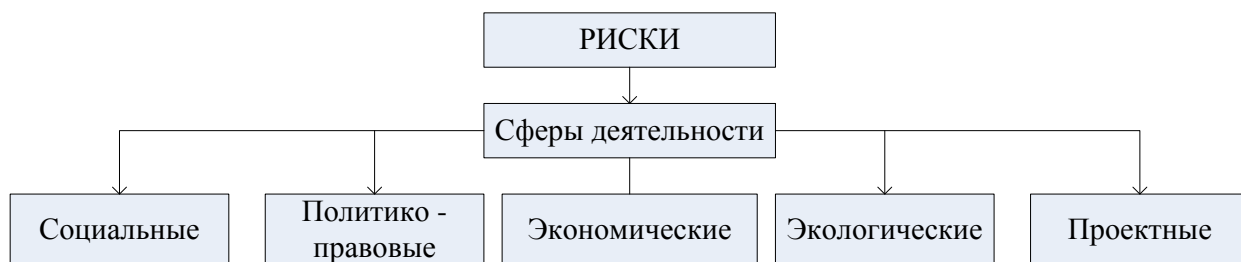 РИСКИ
Сферы деятельности
Социальные
Политико -
правовые
Экономические
Экологические
Проектные